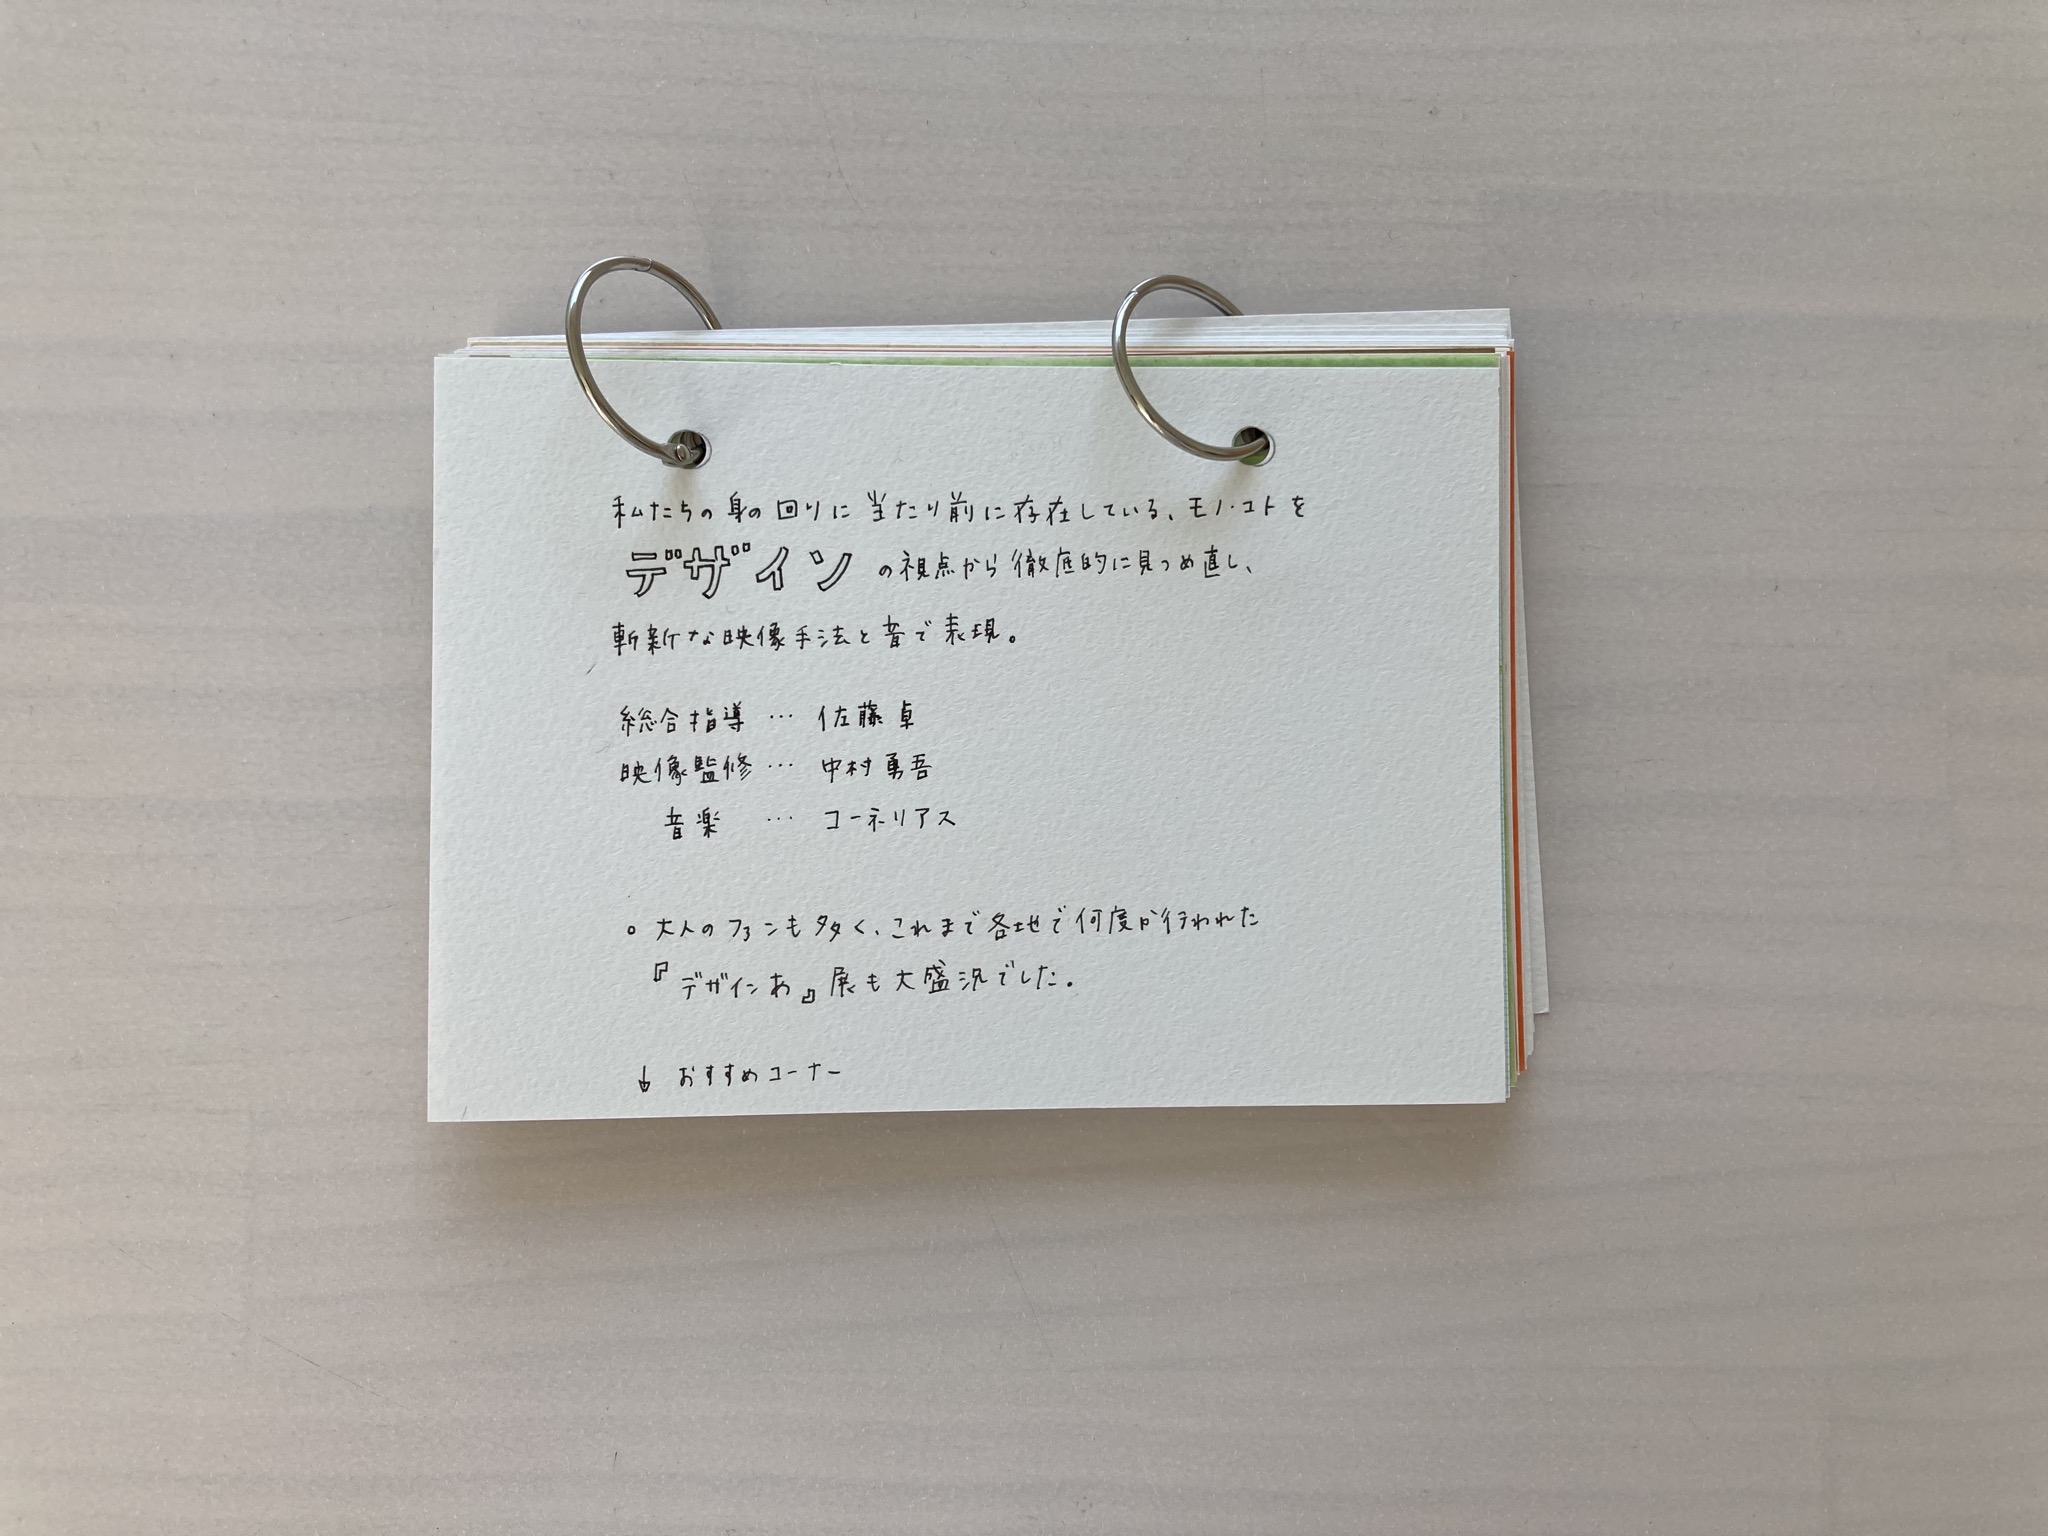 私たちの身の回りに当たり前に存在している、モノ・コトを
デザインの視点から徹底的に見つめ直し、
斬新な映像手法と音で表現。
総合指導 … 佐藤卓
映像監修 … 中村勇吾
音楽 … コーネリアス
○ 大人のファンも多く、これまで各地で何度か行われた
『デザインあ』展も大盛況でした。
↓ おすすめコーナー